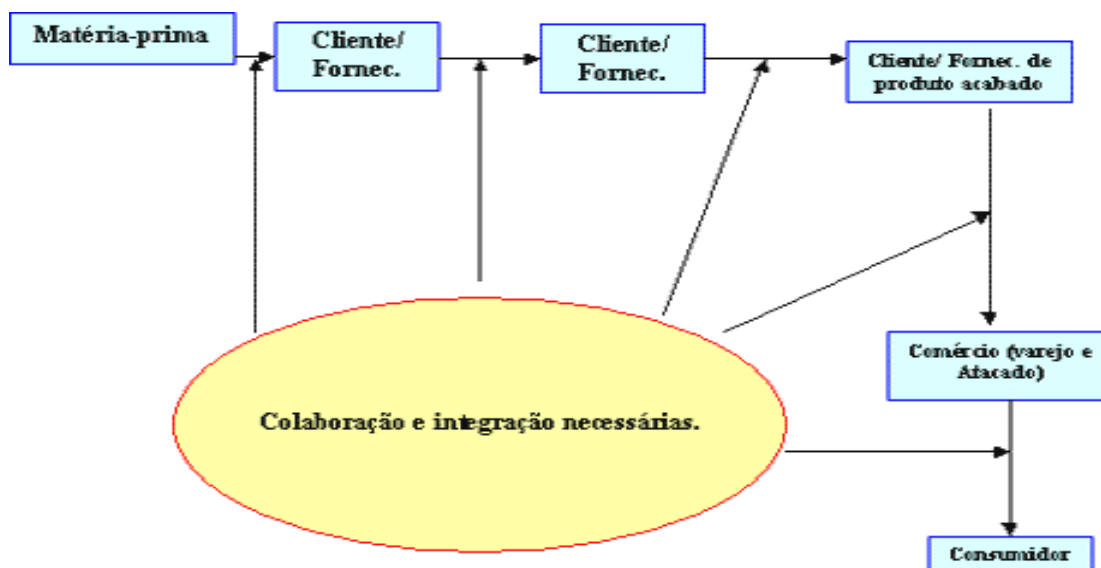 Matéria-prima
Cliente/
Fornec.
Cliente/
Fornec.
Cliente/ Fornec. de
produto acabado
Comércio (varejo e
Atacado)
Colaboração e integração necessárias.
Consumidor